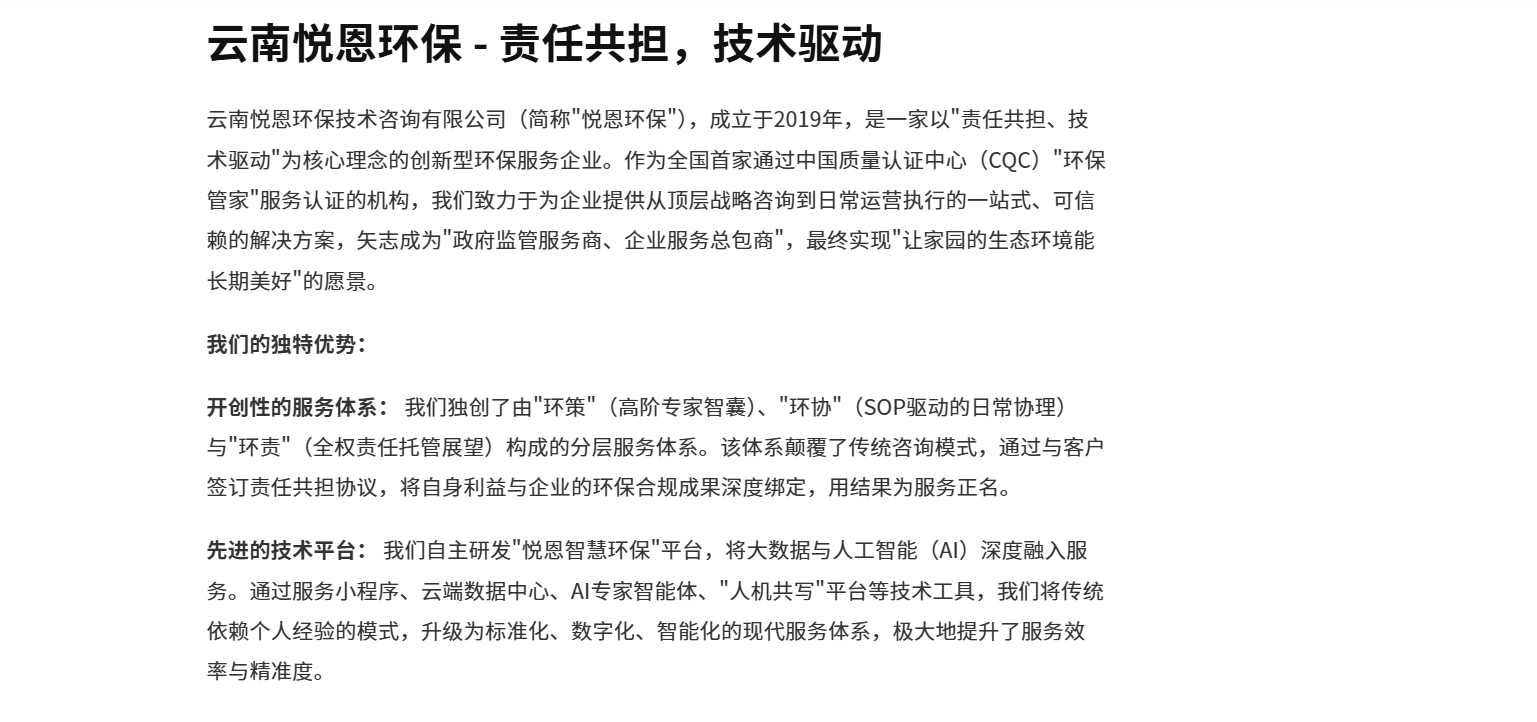 云南悦恩环保 - 责任共担，技术驱动
云南悦恩环保技术咨询有限公司（简称"悦恩环保"），成立于2019年，是一家以"责任共担、技
术驱动"为核心理念的创新型环保服务企业。作为全国首家通过中国质量认证中心（CQC）"环保
管家"服务认证的机构，我们致力于为企业提供从顶层战略咨询到日常运营执行的一站式、可信
赖的解决方案，矢志成为"政府监管服务商、企业服务总包商"，最终实现"让家园的生态环境能
长期美好"的愿景。
我们的独特优势：
开创性的服务体系： 我们独创了由"环策"（高阶专家智囊）、"环协"（SOP驱动的日常协理）
与"环责"（全权责任托管展望）构成的分层服务体系。该体系颠覆了传统咨询模式，通过与客户
签订责任共担协议，将自身利益与企业的环保合规成果深度绑定，用结果为服务正名。
先进的技术平台： 我们自主研发"悦恩智慧环保"平台，将大数据与人工智能（AI）深度融入服
务。通过服务小程序、云端数据中心、AI专家智能体、"人机共写"平台等技术工具，我们将传统
依赖个人经验的模式，升级为标准化、数字化、智能化的现代服务体系，极大地提升了服务效
率与精准度。